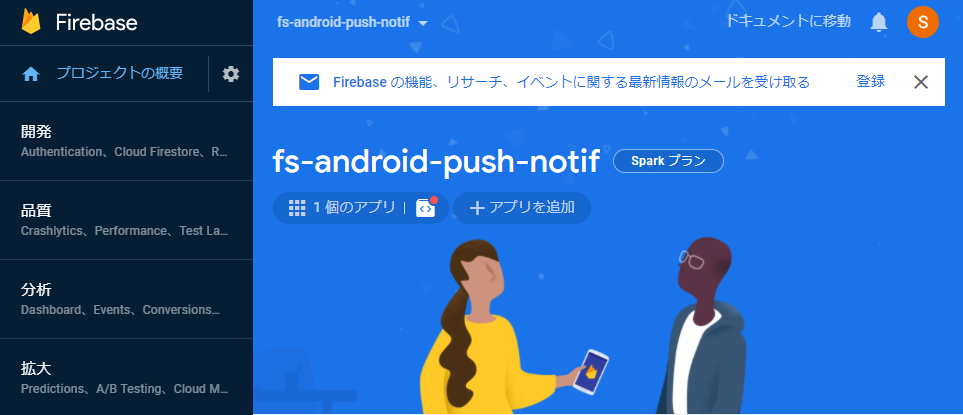 Firebase
fs-android-push-notif
ドキュメントに移動
S
プロジェクトの概要
Firebase の機能、リサーチ、イベントに関する最新情報のメールを受け取る
登録
開発
Authentication、Cloud Firestore、R...
fs-android-push-notif
Spark プラン
品質
Crashlytics、Performance、Test La...
1 個のアプリ
アプリを追加
分析
Dashboard、Events、Conversions...
拡大
Predictions、A/B Testing、Cloud M...